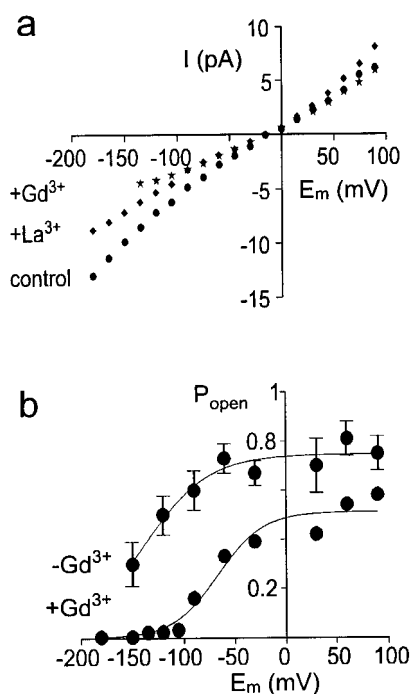 a
I (pA)
10
5
-200 -150 -100 -50 50 100
+Gd³⁺
-5
Eₘ (mV)
+La³⁺
-10
control
-15
b
Pₒₚₑₙ
1
0.8
-Gd³⁺
+Gd³⁺
0.2
-200 -150 -100 -50 0 50 100
Eₘ (mV)